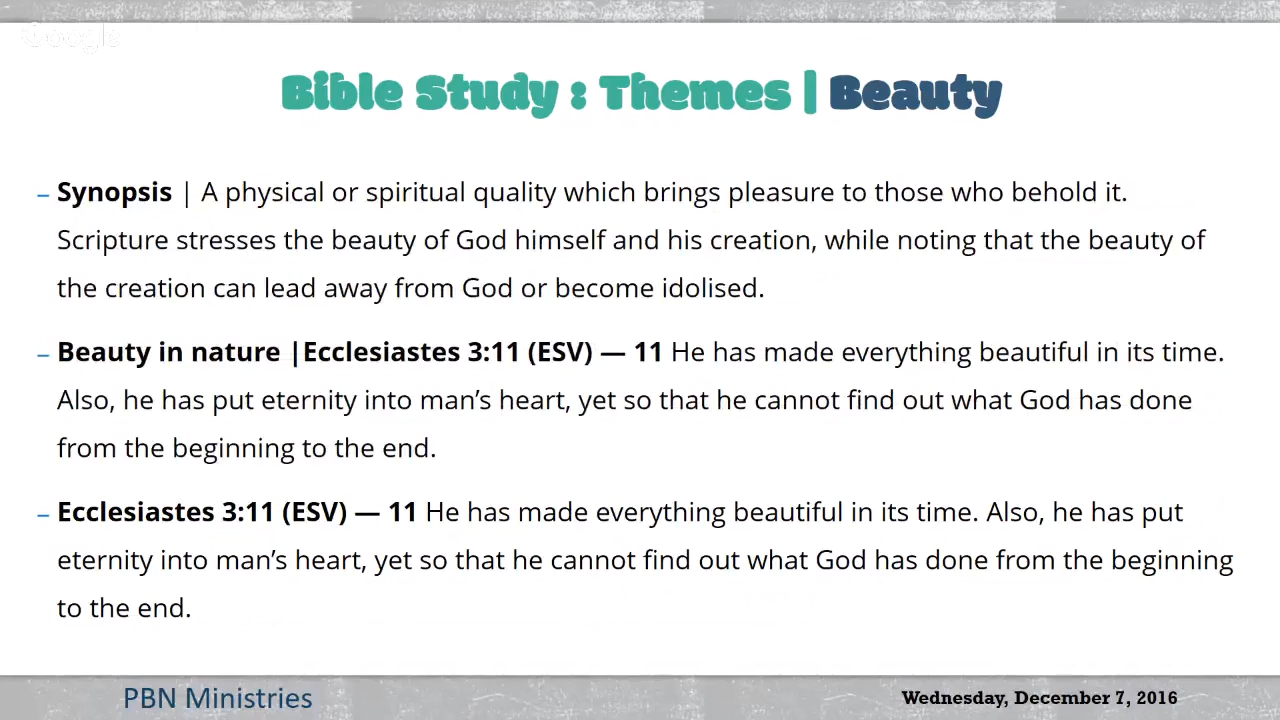 Google
Bible Study : Themes | Beauty
– Synopsis | A physical or spiritual quality which brings pleasure to those who behold it.
Scripture stresses the beauty of God himself and his creation, while noting that the beauty of
the creation can lead away from God or become idolised.
– Beauty in nature |Ecclesiastes 3:11 (ESV) — 11 He has made everything beautiful in its time.
Also, he has put eternity into man’s heart, yet so that he cannot find out what God has done
from the beginning to the end.
– Ecclesiastes 3:11 (ESV) — 11 He has made everything beautiful in its time. Also, he has put
eternity into man’s heart, yet so that he cannot find out what God has done from the beginning
to the end.
PBN Ministries
Wednesday, December 7, 2016